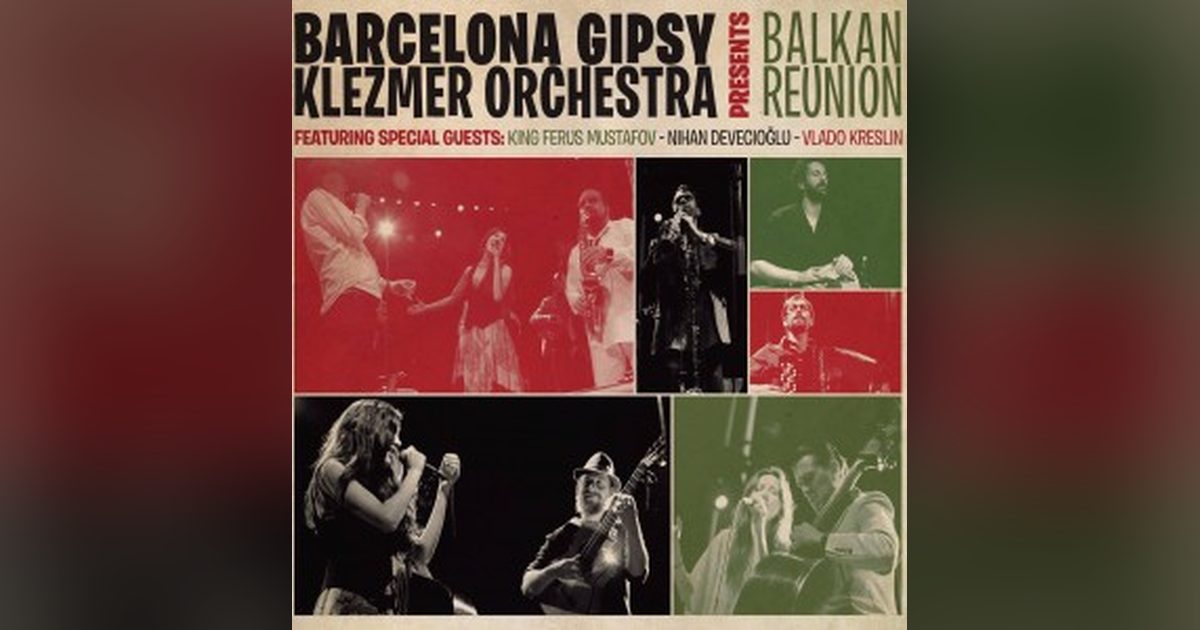 BARCELONA GIPSY
KLEZMER ORCHESTRA
PRESENTS
BALKAN
REUNION
FEATURING SPECIAL GUESTS: KING FERUS MUSTAFOV - NIHAN DEVECIOĞLU - VLADO KRESLIN